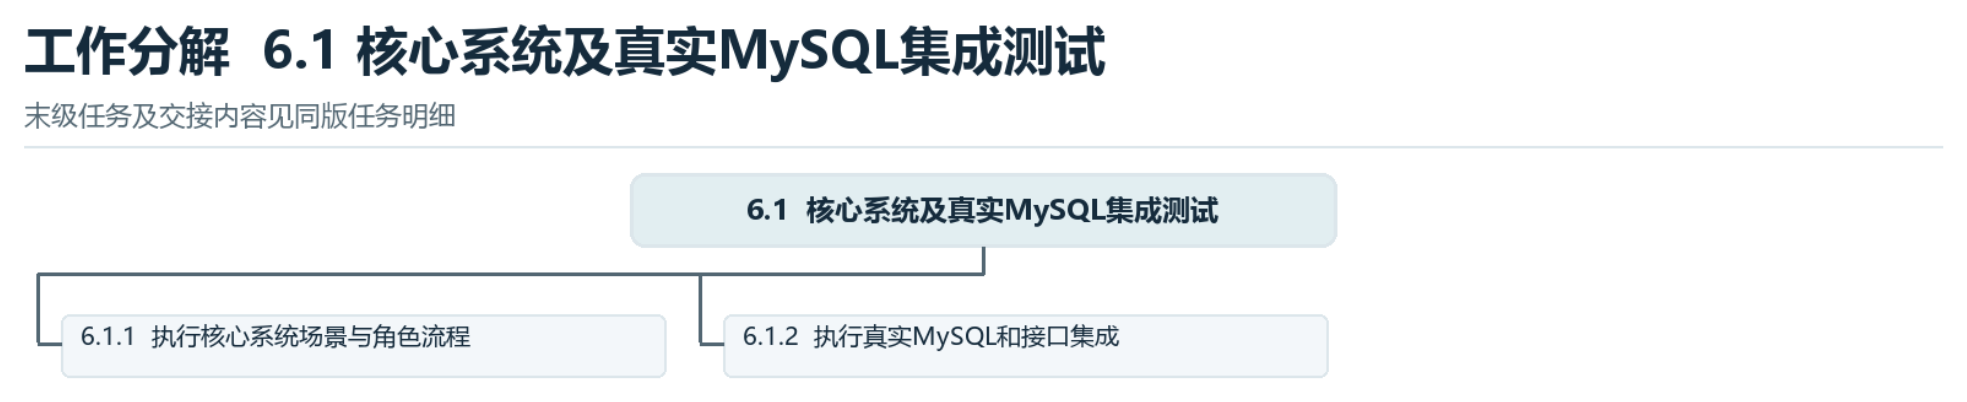 工作分解 6.1 核心系统及真实MySQL集成测试
末级任务及交接内容见同版任务明细
6.1 核心系统及真实MySQL集成测试
6.1.1 执行核心系统场景与角色流程
6.1.2 执行真实MySQL和接口集成